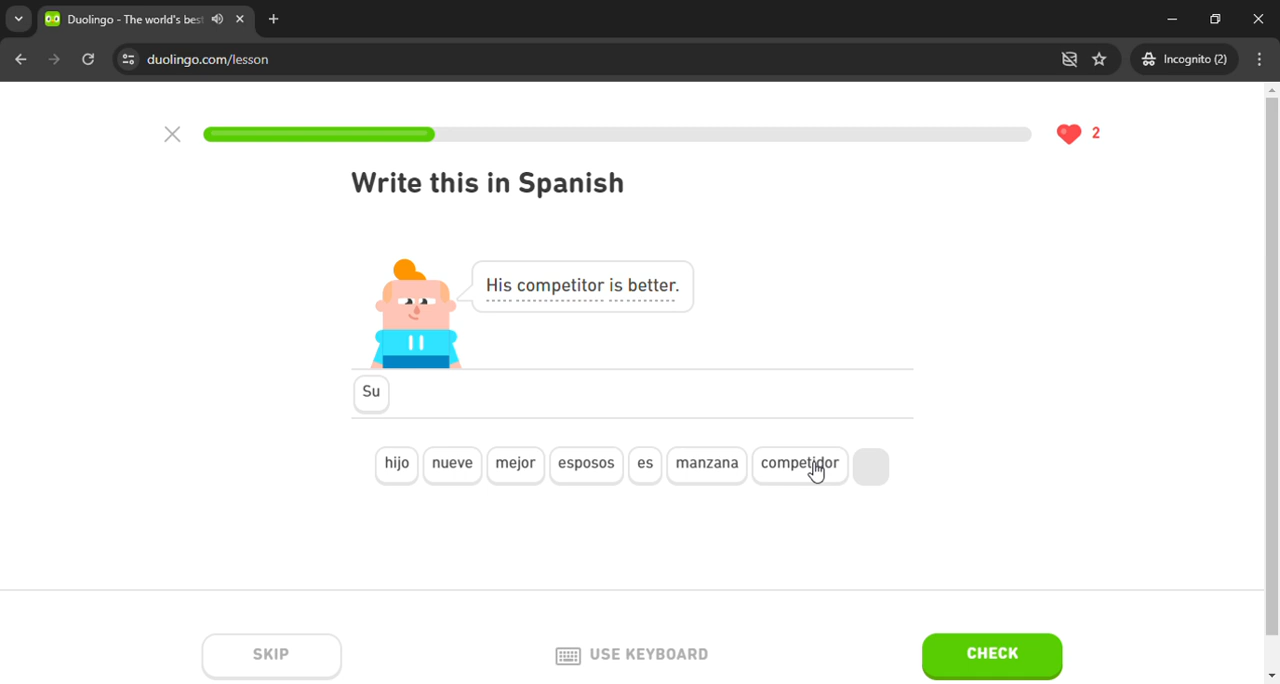 Duolingo - The world's bes
duolingo.com/lesson
Incognito (2)
2
Write this in Spanish
His competitor is better.
Su
hijo nueve mejor esposos es manzana competidor
SKIP
USE KEYBOARD
CHECK